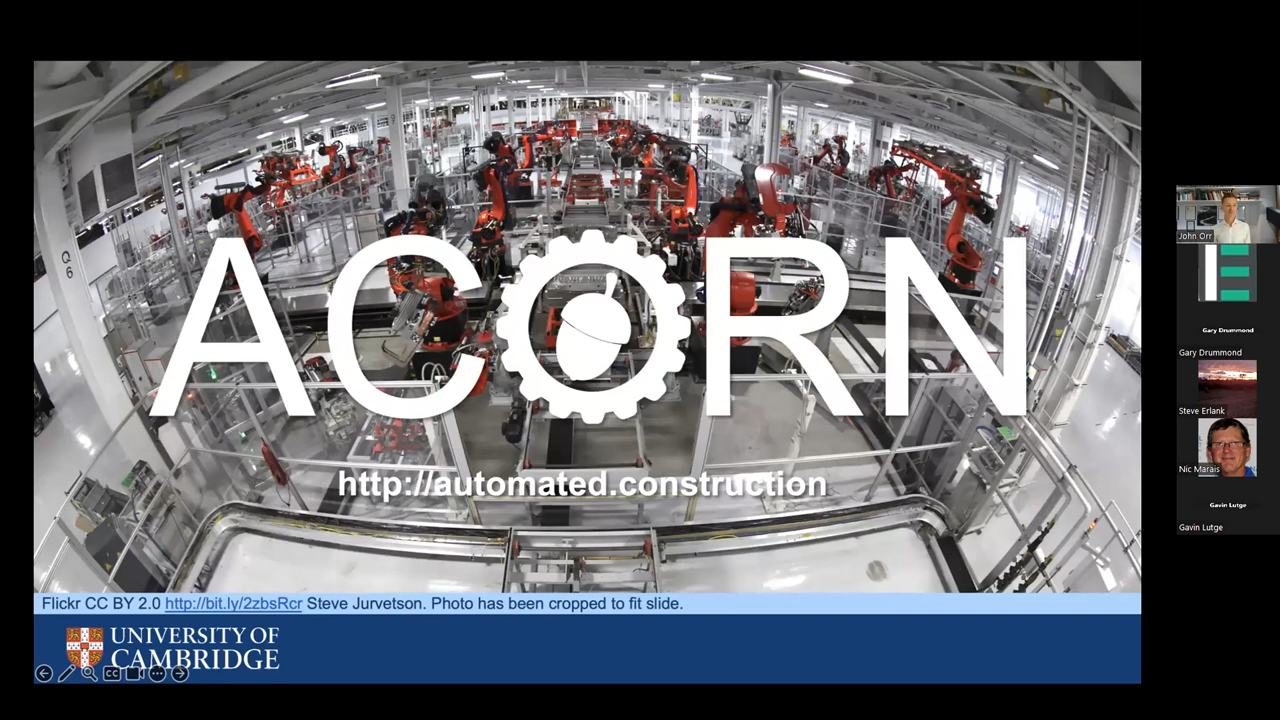 Q
6
ACORN
http://automated.construction
Flickr CC BY 2.0 http://bit.ly/2zbsRcr Steve Jurvetson. Photo has been cropped to fit slide.
UNIVERSITY OF
CAMBRIDGE
CC
John Orr
Gary Drummond
Gary Drummond
Steve Erlank
Nic Marais
Gavin Lutge
Gavin Lutge